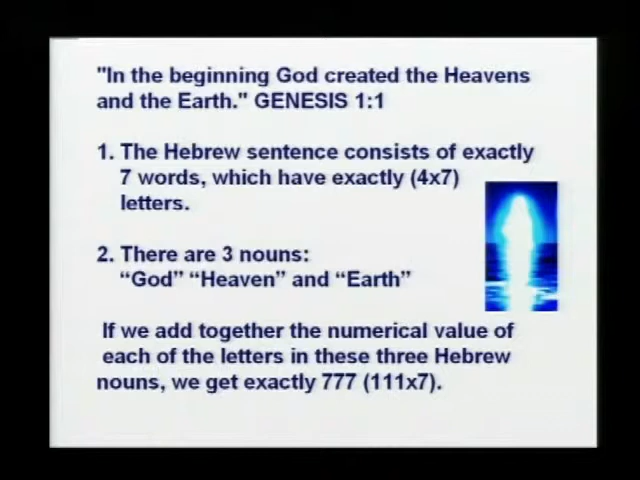 "In the beginning God created the Heavens
and the Earth." GENESIS 1:1
1. The Hebrew sentence consists of exactly
7 words, which have exactly (4x7)
letters.
2. There are 3 nouns:
“God” “Heaven” and “Earth”
If we add together the numerical value of
each of the letters in these three Hebrew
nouns, we get exactly 777 (111x7).